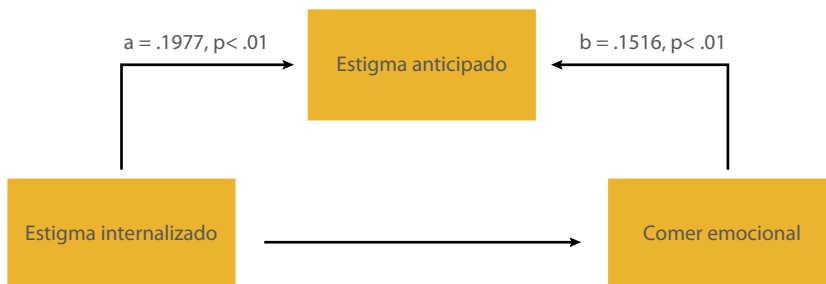 a = .1977, p< .01
b = .1516, p< .01
Estigma anticipado
Estigma internalizado
Comer emocional